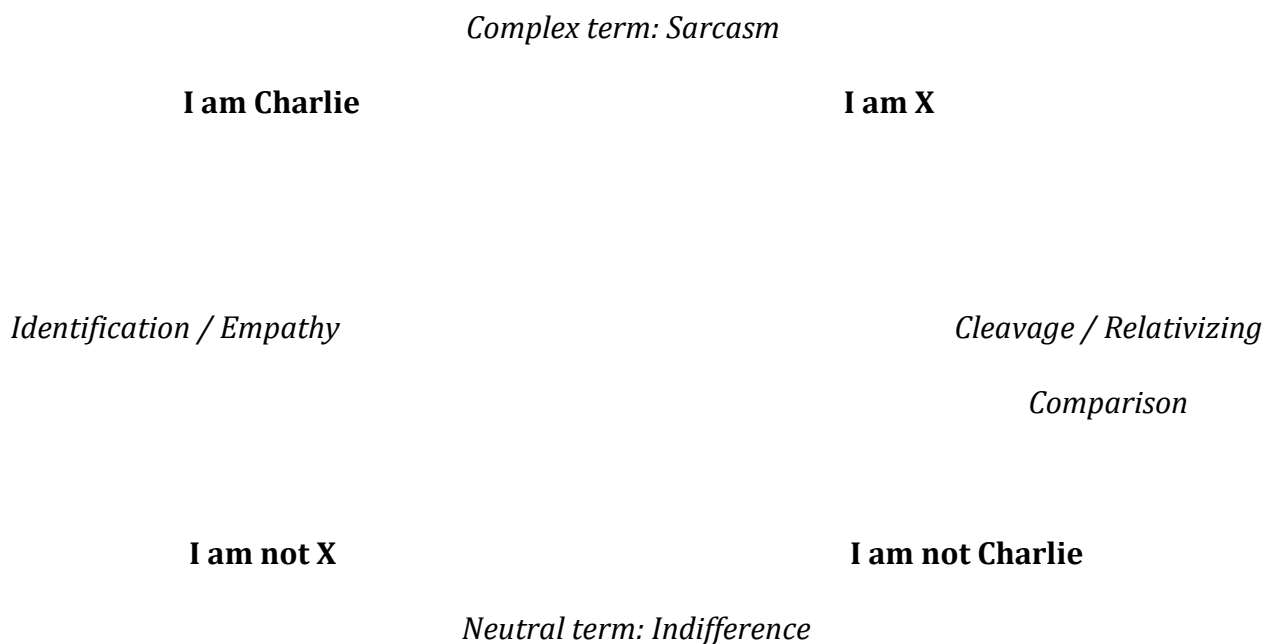 Complex term: Sarcasm
I am Charlie
I am X
Identification / Empathy
Cleavage / Relativizing
Comparison
I am not X
I am not Charlie
Neutral term: Indifference